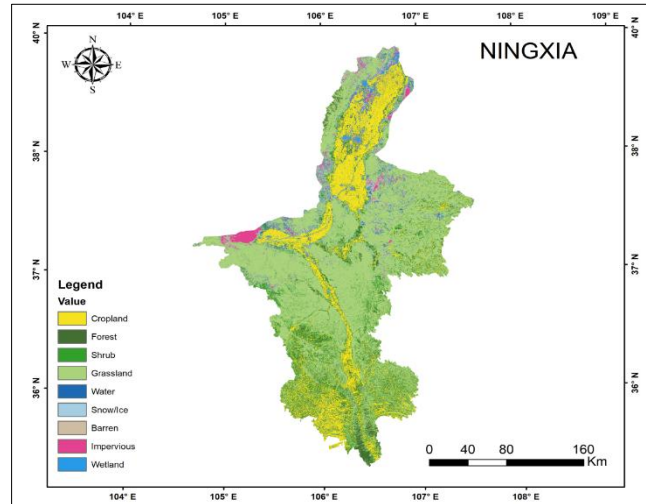 104° E 105° E 106° E 107° E 108° E 109° E
NINGXIA
N
W E
S
40° N 40° N
38° N 38° N
37° N 37° N
36° N 36° N
Legend
Value
Cropland
Forest
Shrub
Grassland
Water
Snow/Ice
Barren
Impervious
Wetland
0 40 80 160
Km
104° E 105° E 106° E 107° E 108° E